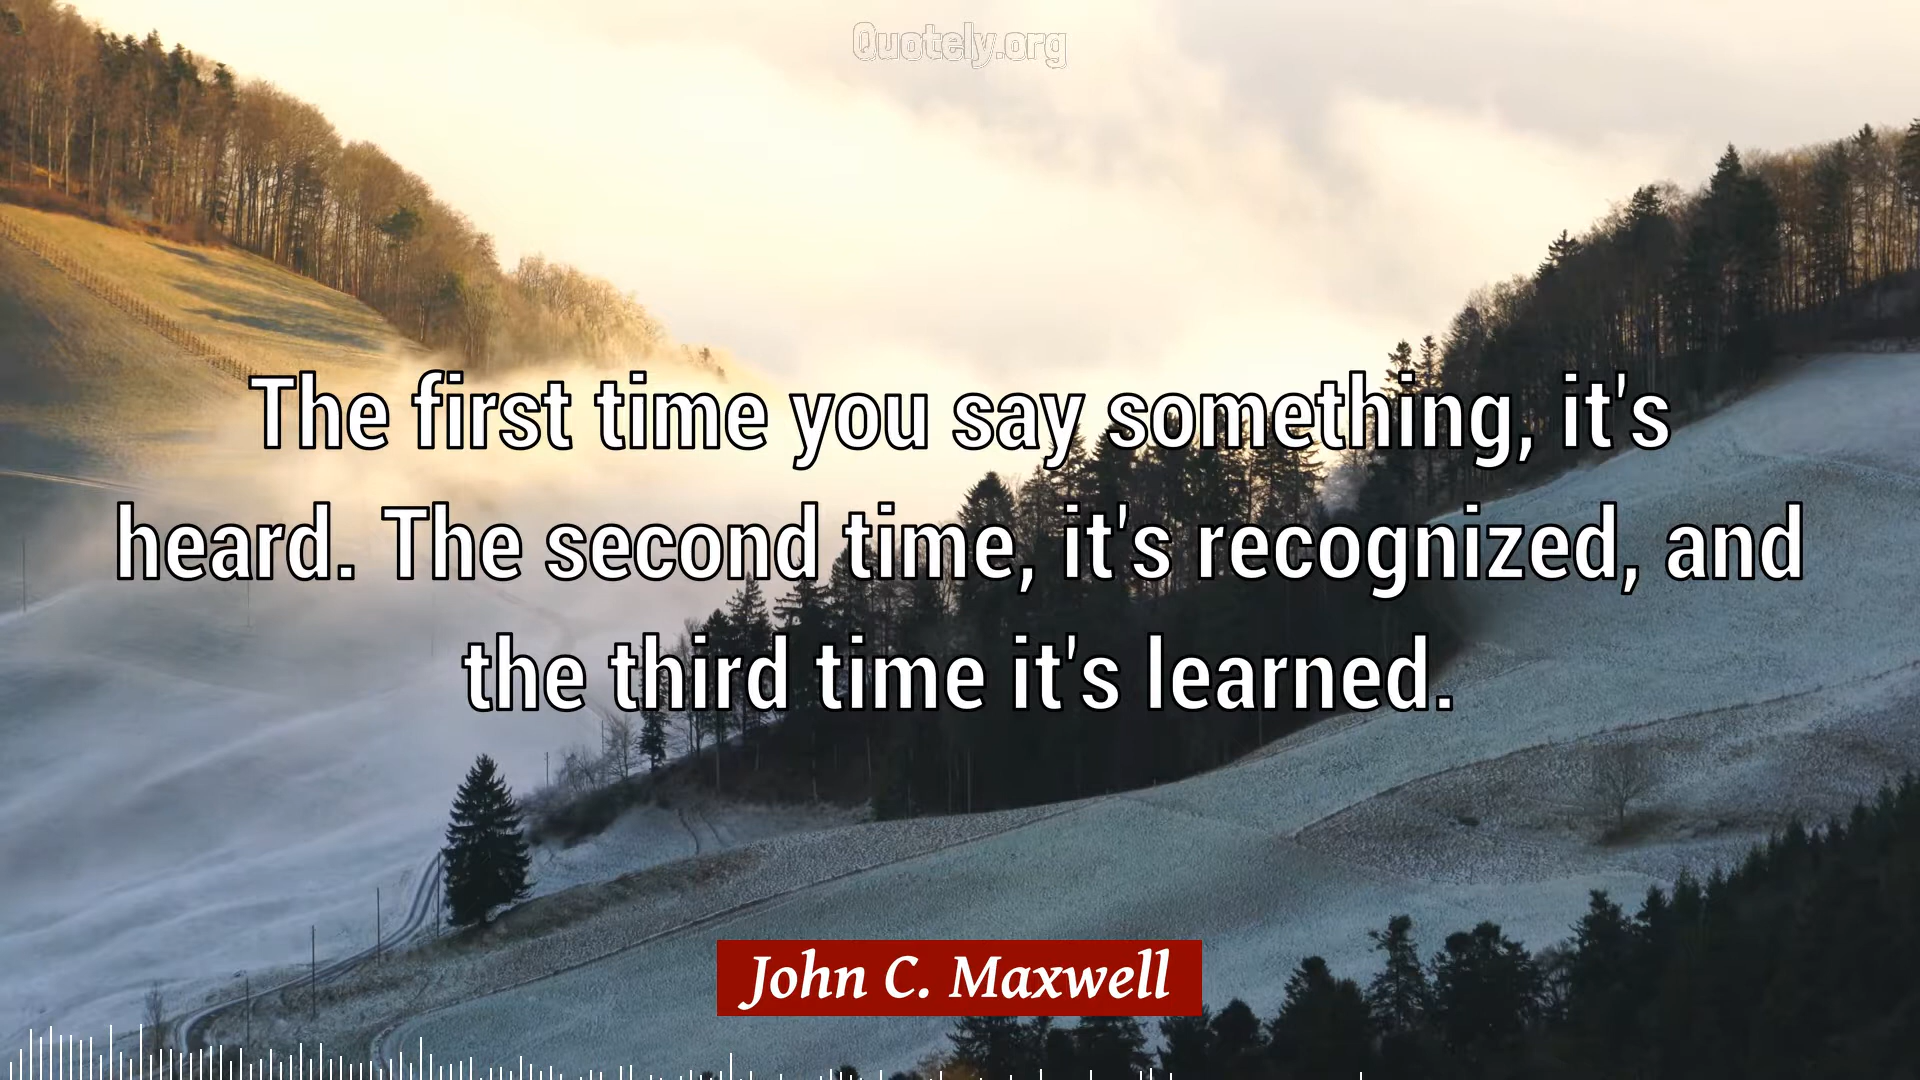 Quotely.org
The first time you say something, it's
heard. The second time, it's recognized, and
the third time it's learned.
John C. Maxwell